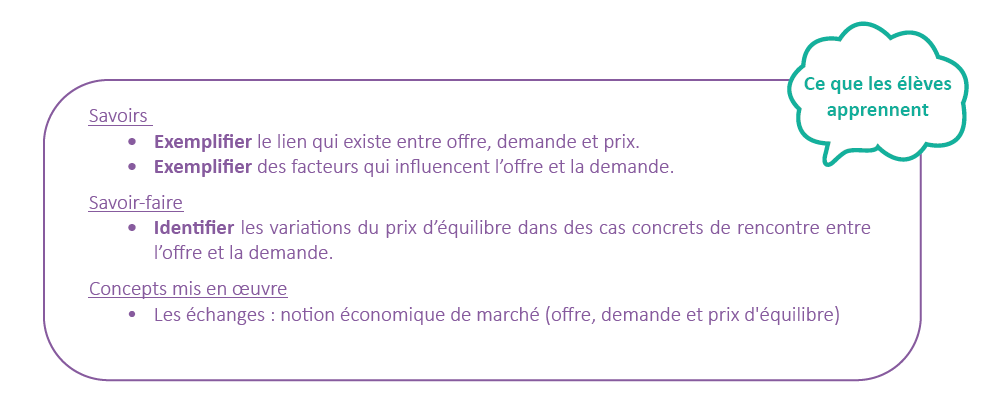 Ce que les élèves
apprennent
Savoirs
• Exemplifier le lien qui existe entre offre, demande et prix.
• Exemplifier des facteurs qui influencent l’offre et la demande.
Savoir-faire
• Identifier les variations du prix d’équilibre dans des cas concrets de rencontre entre
l’offre et la demande.
Concepts mis en œuvre
• Les échanges : notion économique de marché (offre, demande et prix d'équilibre)